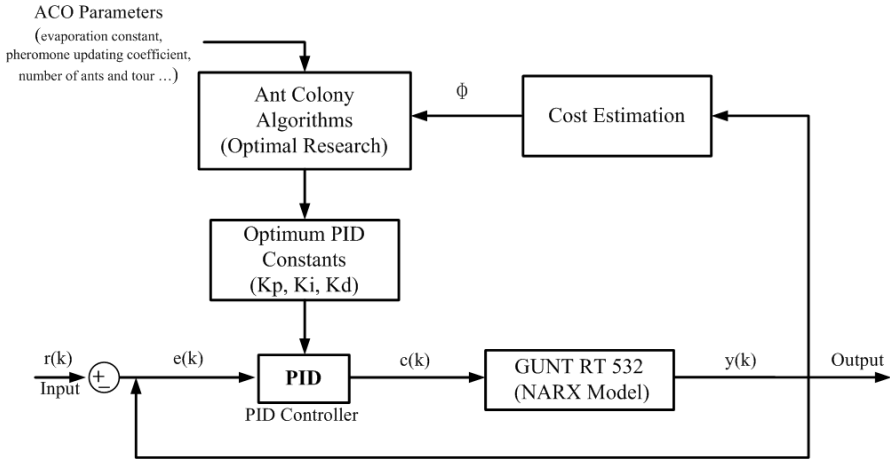 ACO Parameters
(evaporation constant,
pheromone updating coefficient,
number of ants and tour ...)
Ant Colony
Algorithms
(Optimal Research)
Φ
Cost Estimation
Optimum PID
Constants
(Kp, Ki, Kd)
r(k)
Input
+
−
e(k)
PID
PID Controller
c(k)
GUNT RT 532
(NARX Model)
y(k)
Output